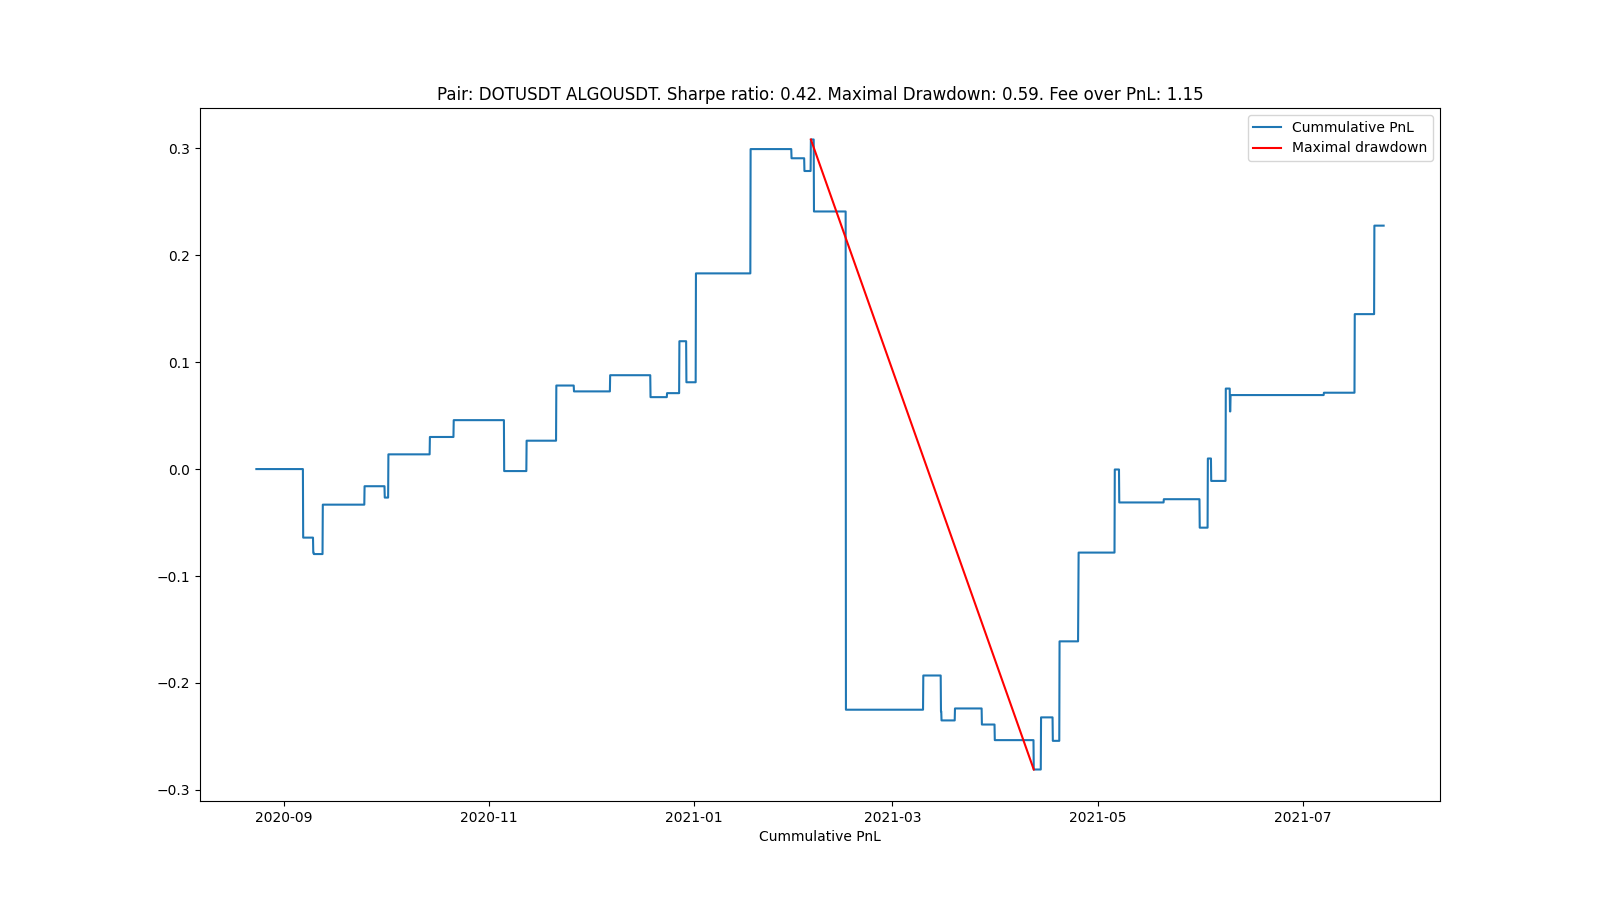 Pair: DOTUSDT ALGOUSDT. Sharpe ratio: 0.42. Maximal Drawdown: 0.59. Fee over PnL: 1.15
Cummulative PnL
Maximal drawdown
0.3
0.2
0.1
0.0
−0.1
−0.2
−0.3
2020-09 2020-11 2021-01 2021-03 2021-05 2021-07
Cummulative PnL